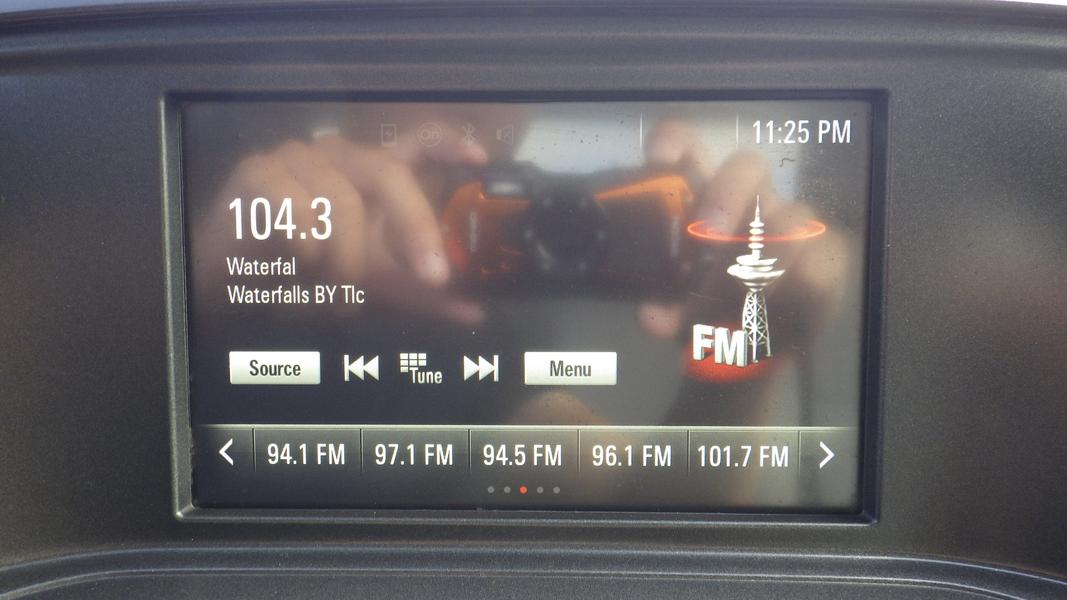 On
11:25 PM
104.3
Waterfal
Waterfalls BY Tlc
FM
Source
Tune
Menu
94.1 FM
97.1 FM
94.5 FM
96.1 FM
101.7 FM